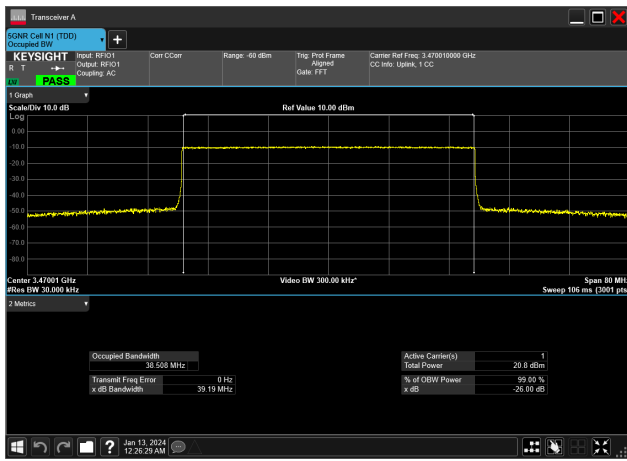 Transceiver A
5GNR Cell N1 (TDD)
Occupied BW
KEYSIGHT
R T
LNI
PASS
Input: RFIO1
Output: RFIO1
Coupling: AC
Corr CCorr
Range: -60 dBm
Trig: Prot Frame
Aligned
Gate: FFT
Carrier Ref Freq: 3.470010000 GHz
CC Info: Uplink, 1 CC
1 Graph
Scale/Div 10.0 dB
Ref Value 10.00 dBm
Log
0.00
-10.0
-20.0
-30.0
-40.0
-50.0
-60.0
-70.0
-80.0
Center 3.47001 GHz
Video BW 300.00 kHz*
Span 80 MHz
#Res BW 30.000 kHz
Sweep 106 ms (3001 pts
2 Metrics
Occupied Bandwidth
38.508 MHz
Transmit Freq Error 0 Hz
x dB Bandwidth 39.19 MHz
Active Carrier(s) 1
Total Power 20.8 dBm
% of OBW Power 99.00 %
x dB -26.00 dB
?
Jan 13, 2024
12:26:29 AM